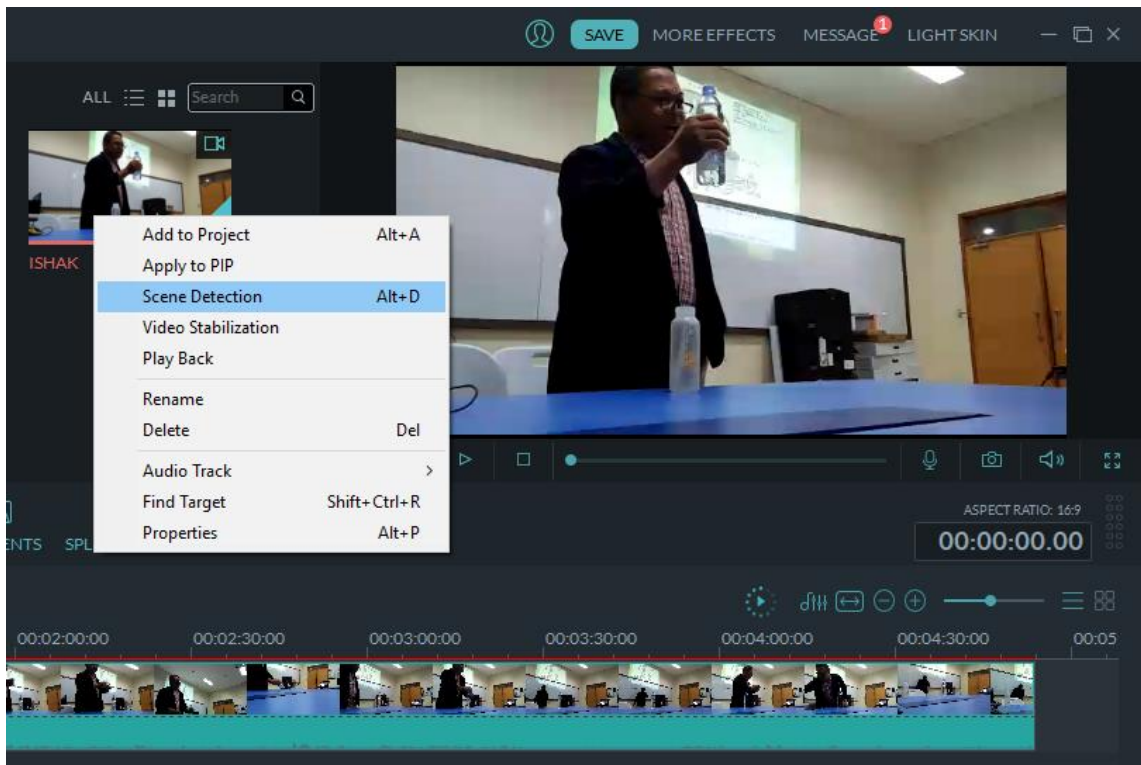 SAVE MORE EFFECTS MESSAGE 1 LIGHT SKIN
ALL Search
ISHAK
Add to Project Alt+A
Apply to PIP
Scene Detection Alt+D
Video Stabilization
Play Back
Rename
Delete Del
Audio Track
Find Target Shift+Ctrl+R
Properties Alt+P
ENTS SPL
ASPECT RATIO: 16:9
00:00:00.00
00:02:00:00 00:02:30:00 00:03:00:00 00:03:30:00 00:04:00:00 00:04:30:00 00:05